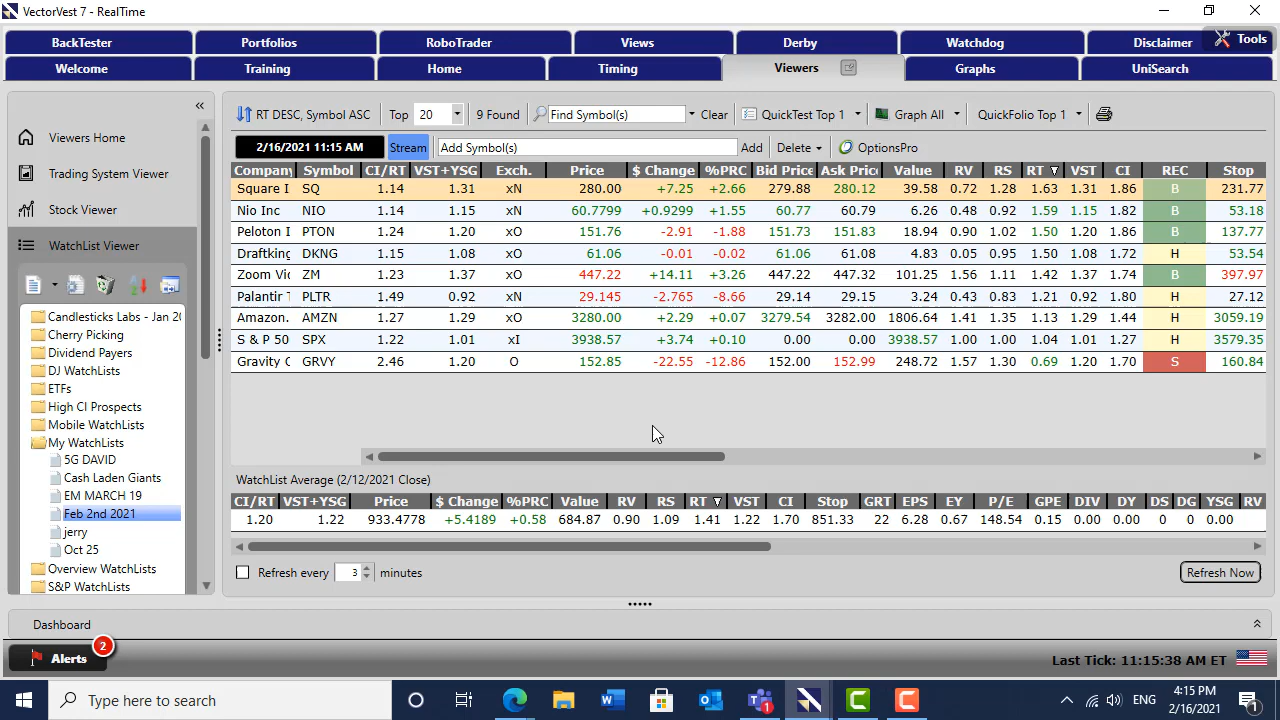 VectorVest 7 - RealTime
BackTester Portfolios RoboTrader Views Derby Watchdog Disclaimer Tools
Welcome Training Home Timing Viewers Graphs UniSearch
«
Viewers Home
Trading System Viewer
Stock Viewer
WatchList Viewer
Candlesticks Labs - Jan 20
Cherry Picking
Dividend Payers
DJ WatchLists
ETFs
High CI Prospects
Mobile WatchLists
My WatchLists
5G DAVID
Cash Laden Giants
EM MARCH 19
Feb 2nd 2021
jerry
Oct 25
Overview WatchLists
S&P WatchLists
RT DESC, Symbol ASC Top 20 9 Found Find Symbol(s) Clear QuickTest Top 1 Graph All QuickFolio Top 1
2/16/2021 11:15 AM Stream Add Symbol(s) Add Delete OptionsPro
Company Symbol CI/RT VST+YSG Exch. Price $ Change %PRC Bid Price Ask Price Value RV RS RT VST CI REC Stop
Square I SQ 1.14 1.31 xN 280.00 +7.25 +2.66 279.88 280.12 39.58 0.72 1.28 1.63 1.31 1.86 B 231.77
Nio Inc NIO 1.14 1.15 xN 60.7799 +0.9299 +1.55 60.77 60.79 6.26 0.48 0.92 1.59 1.15 1.82 B 53.18
Peloton I PTON 1.24 1.20 xO 151.76 -2.91 -1.88 151.73 151.83 18.94 0.90 1.02 1.50 1.20 1.86 B 137.77
Draftking DKNG 1.15 1.08 xO 61.06 -0.01 -0.02 61.06 61.08 4.83 0.05 0.95 1.50 1.08 1.72 H 53.54
Zoom Vic ZM 1.23 1.37 xO 447.22 +14.11 +3.26 447.22 447.32 101.25 1.56 1.11 1.42 1.37 1.74 B 397.97
Palantir T PLTR 1.49 0.92 xN 29.145 -2.765 -8.66 29.14 29.15 3.24 0.43 0.83 1.21 0.92 1.80 H 27.12
Amazon. AMZN 1.27 1.29 xO 3280.00 +2.29 +0.07 3279.54 3282.00 1806.64 1.41 1.35 1.13 1.29 1.44 H 3059.19
S & P 50 SPX 1.22 1.01 xI 3938.57 +3.74 +0.10 0.00 0.00 3938.57 1.00 1.00 1.04 1.01 1.27 H 3579.35
Gravity C GRVY 2.46 1.20 O 152.85 -22.55 -12.86 152.00 152.99 248.72 1.57 1.30 0.69 1.20 1.70 S 160.84
WatchList Average (2/12/2021 Close)
CI/RT VST+YSG Price $ Change %PRC Value RV RS RT VST CI Stop GRT EPS EY P/E GPE DIV DY DS DG YSG RV
1.20 1.22 933.4778 +5.4189 +0.58 684.87 0.90 1.09 1.41 1.22 1.70 851.33 22 6.28 0.67 148.54 0.15 0.00 0.00 0 0 0.00
Refresh every 3 minutes Refresh Now
Dashboard
Alerts 2 Last Tick: 11:15:38 AM ET
Type here to search 1 ENG 4:15 PM 2/16/2021 1